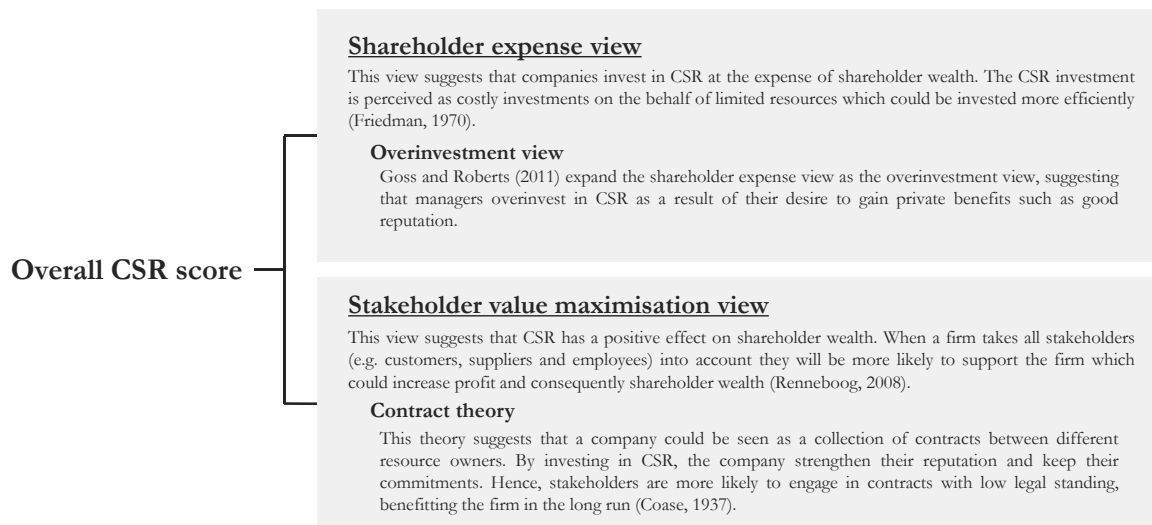 Shareholder expense view
This view suggests that companies invest in CSR at the expense of shareholder wealth. The CSR investment
is perceived as costly investments on the behalf of limited resources which could be invested more efficiently
(Friedman, 1970).
Overinvestment view
Goss and Roberts (2011) expand the shareholder expense view as the overinvestment view, suggesting
that managers overinvest in CSR as a result of their desire to gain private benefits such as good
reputation.
Overall CSR score
Stakeholder value maximisation view
This view suggests that CSR has a positive effect on shareholder wealth. When a firm takes all stakeholders
(e.g. customers, suppliers and employees) into account they will be more likely to support the firm which
could increase profit and consequently shareholder wealth (Renneboog, 2008).
Contract theory
This theory suggests that a company could be seen as a collection of contracts between different
resource owners. By investing in CSR, the company strengthen their reputation and keep their
commitments. Hence, stakeholders are more likely to engage in contracts with low legal standing,
benefitting the firm in the long run (Coase, 1937).